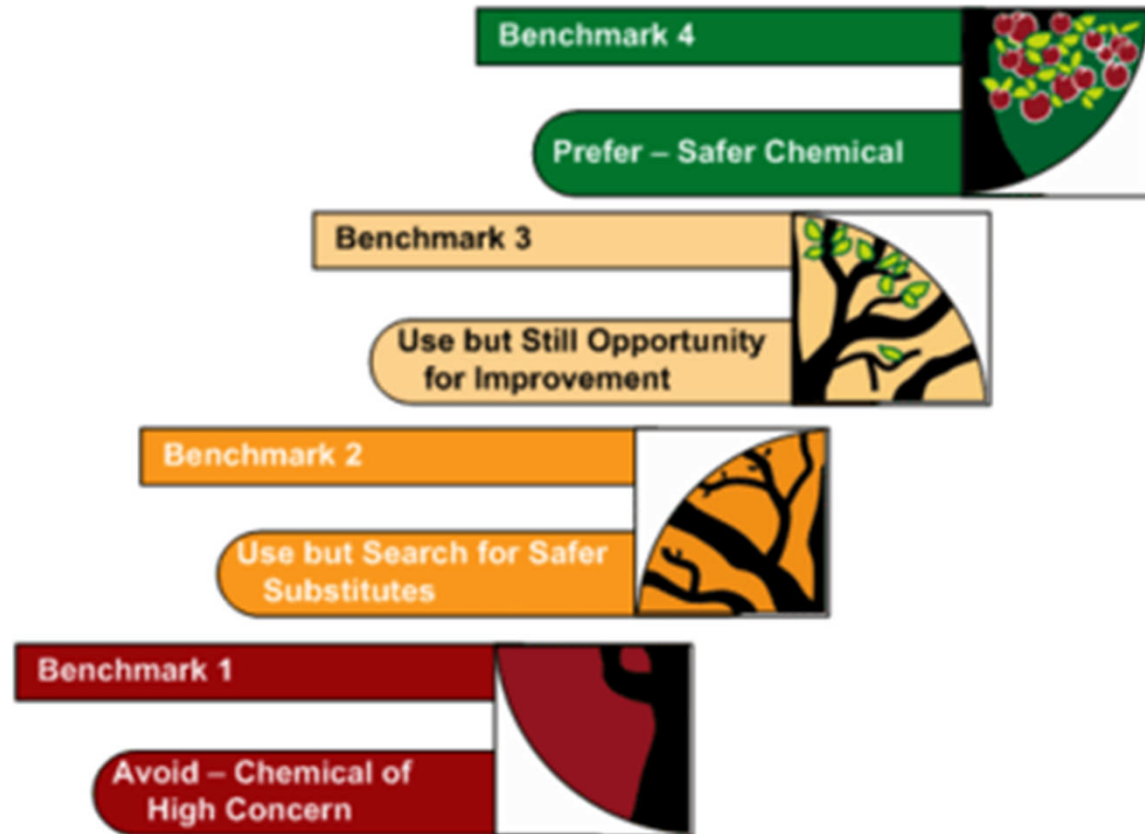 Benchmark 4
Prefer – Safer Chemical
Benchmark 3
Use but Still Opportunity
for Improvement
Benchmark 2
Use but Search for Safer
Substitutes
Benchmark 1
Avoid – Chemical of
High Concern